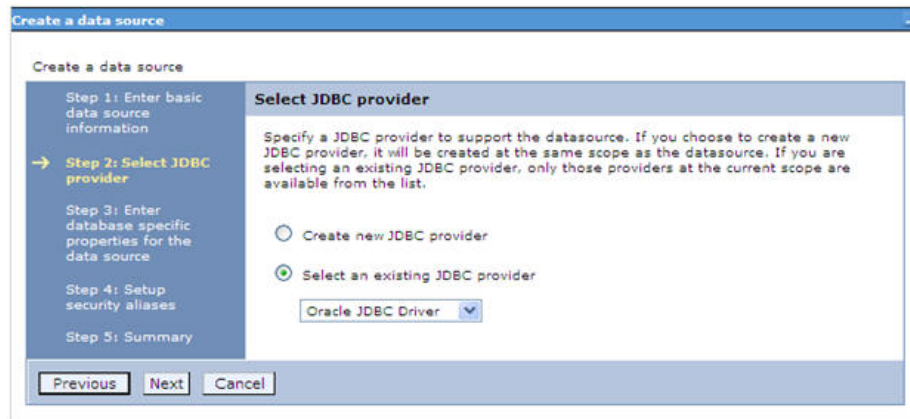 Create a data source
Create a data source
Step 1: Enter basic
data source
information
Step 2: Select JDBC
provider
Step 3: Enter
database specific
properties for the
data source
Step 4: Setup
security aliases
Step 5: Summary
Select JDBC provider
Specify a JDBC provider to support the datasource. If you choose to create a new
JDBC provider, it will be created at the same scope as the datasource. If you are
selecting an existing JDBC provider, only those providers at the current scope are
available from the list.
Create new JDBC provider
Select an existing JDBC provider
Oracle JDBC Driver
Previous Next Cancel